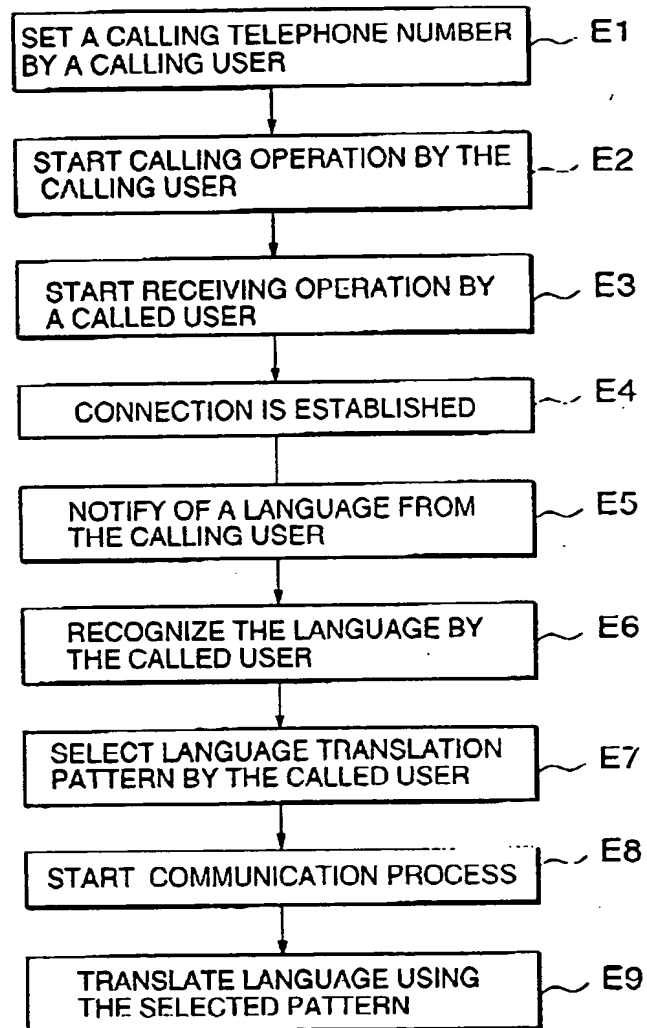 SET A CALLING TELEPHONE NUMBER
BY A CALLING USER
E1
START CALLING OPERATION BY THE
CALLING USER
E2
START RECEIVING OPERATION BY
A CALLED USER
E3
CONNECTION IS ESTABLISHED
E4
NOTIFY OF A LANGUAGE FROM
THE CALLING USER
E5
RECOGNIZE THE LANGUAGE BY
THE CALLED USER
E6
SELECT LANGUAGE TRANSLATION
PATTERN BY THE CALLED USER
E7
START COMMUNICATION PROCESS
E8
TRANSLATE LANGUAGE USING
THE SELECTED PATTERN
E9